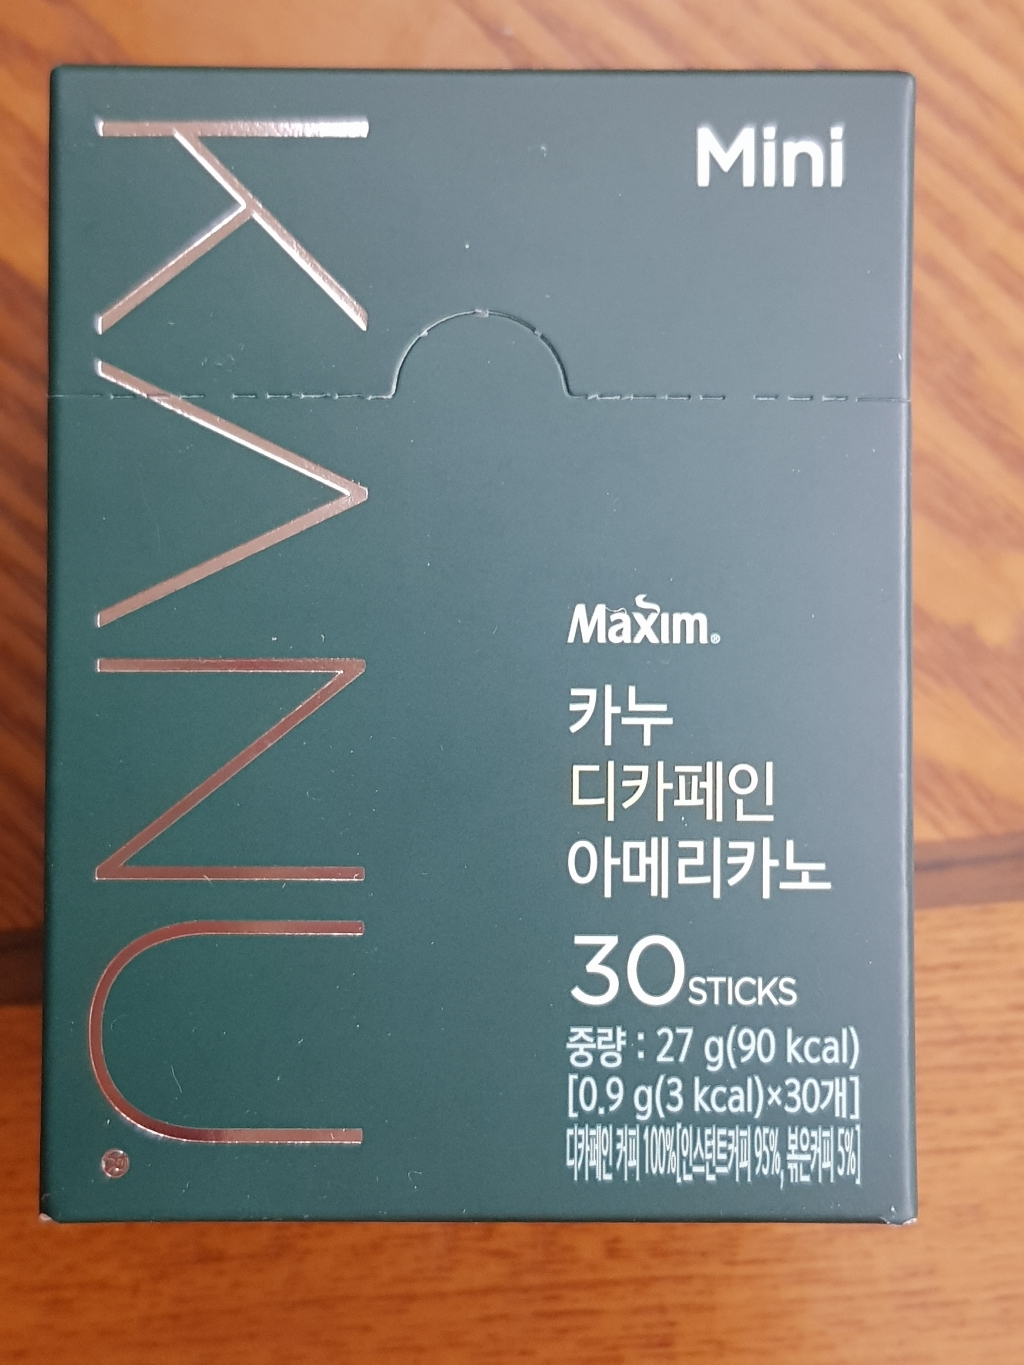 KANU
Mini
Maxim®
카누
디카페인
아메리카노
30 STICKS
중량 : 27 g(90 kcal)
[0.9 g(3 kcal)×30개]
디카페인 커피 100%[인스턴트커피 95%, 볶은커피 5%]